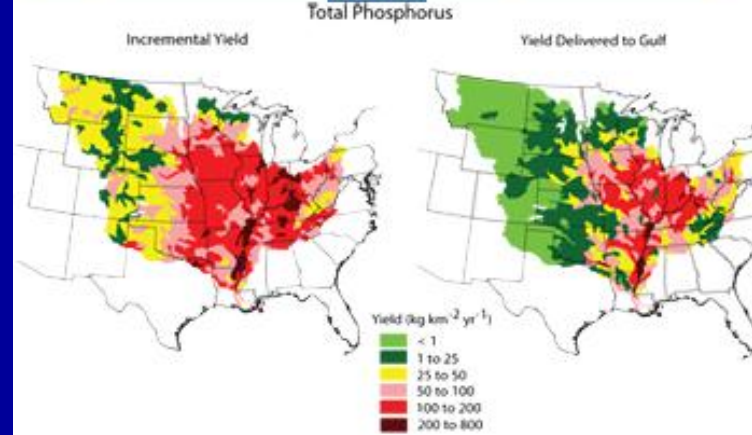 Total Phosphorus
Incremental Yield
Yield Delivered to Gulf
Yield (kg km⁻² yr⁻¹)
< 1
1 to 25
25 to 50
50 to 100
100 to 200
200 to 800